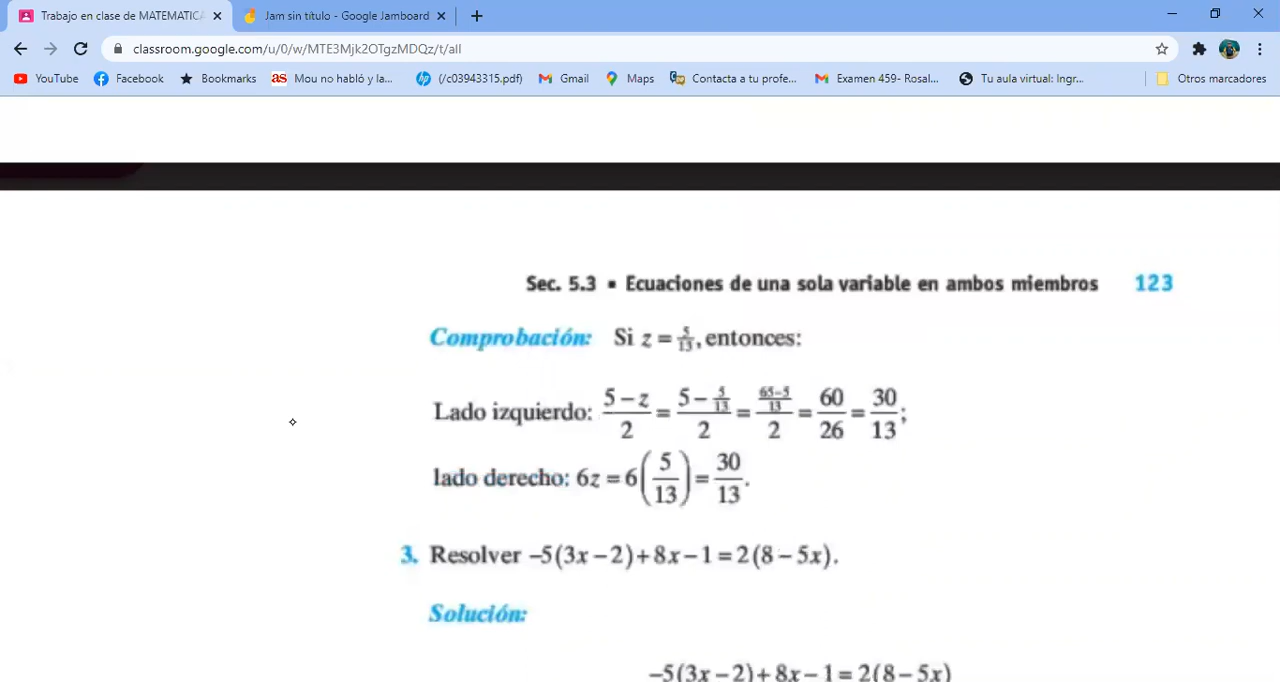 Trabajo en clase de MATEMATICA
Jam sin título - Google Jamboard
classroom.google.com/u/0/w/MTE3Mjk2OTgzMDQz/t/all
YouTube Facebook Bookmarks as Mou no habló y la... hp (/c03943315.pdf) Gmail Maps Contacta a tu profe... Examen 459- Rosal... Tu aula virtual: Ingr... Otros marcadores
Sec. 5.3 ▪ Ecuaciones de una sola variable en ambos miembros 123
Comprobación: Si z = 5/13, entonces:
Lado izquierdo: (5 − z)/2 = (5 − 5/13)/2 = ((65−5)/13)/2 = 60/26 = 30/13;
lado derecho: 6z = 6(5/13) = 30/13.
3. Resolver −5(3x − 2) + 8x − 1 = 2(8 − 5x).
Solución:
−5(3x − 2) + 8x − 1 = 2(8 − 5x)